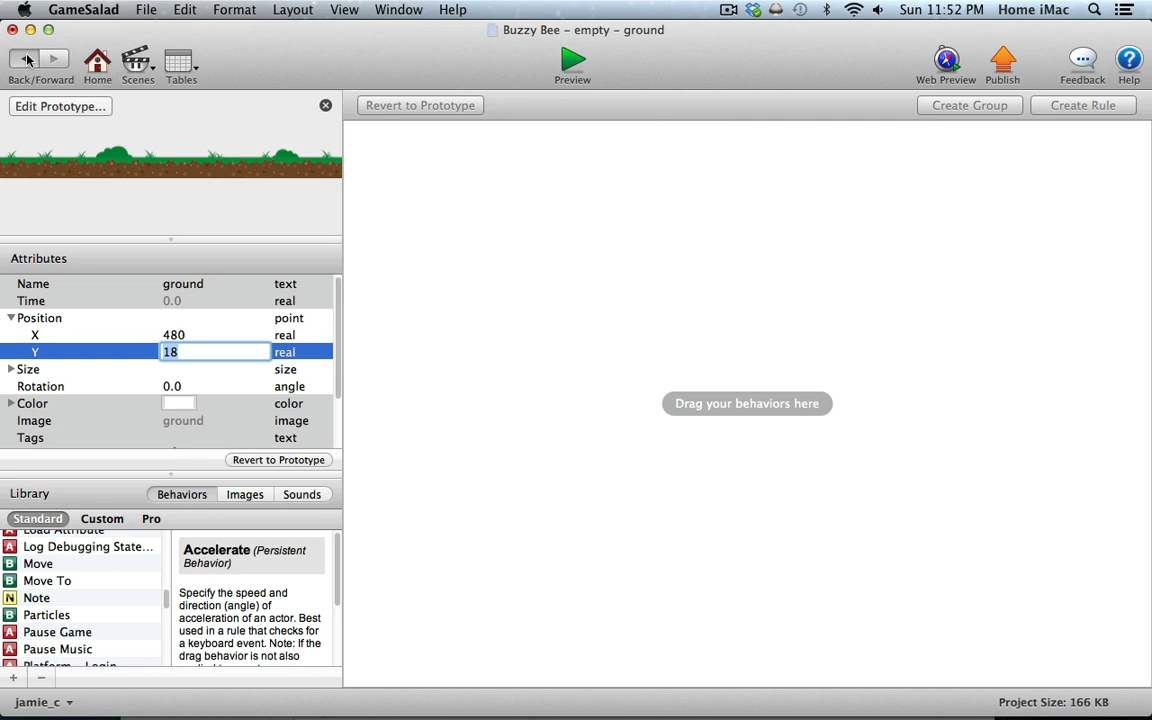 GameSalad File Edit Format Layout View Window Help Sun 11:52 PM Home iMac
Buzzy Bee – empty – ground
Back/Forward Home Scenes Tables Preview Web Preview Publish Feedback Help
Edit Prototype... Revert to Prototype Create Group Create Rule
Attributes
Name ground text
Time 0.0 real
Position point
X 480 real
Y 18 real
Size size
Rotation 0.0 angle
Color color
Image ground image
Tags text
Revert to Prototype
Drag your behaviors here
Library Behaviors Images Sounds
Standard Custom Pro
Load Attribute
A Log Debugging State...
B Move
B Move To
N Note
B Particles
A Pause Game
A Pause Music
Accelerate (Persistent
Behavior)
Specify the speed and
direction (angle) of
acceleration of an actor. Best
used in a rule that checks for
a keyboard event. Note: If the
drag behavior is not also
jamie_c Project Size: 166 KB